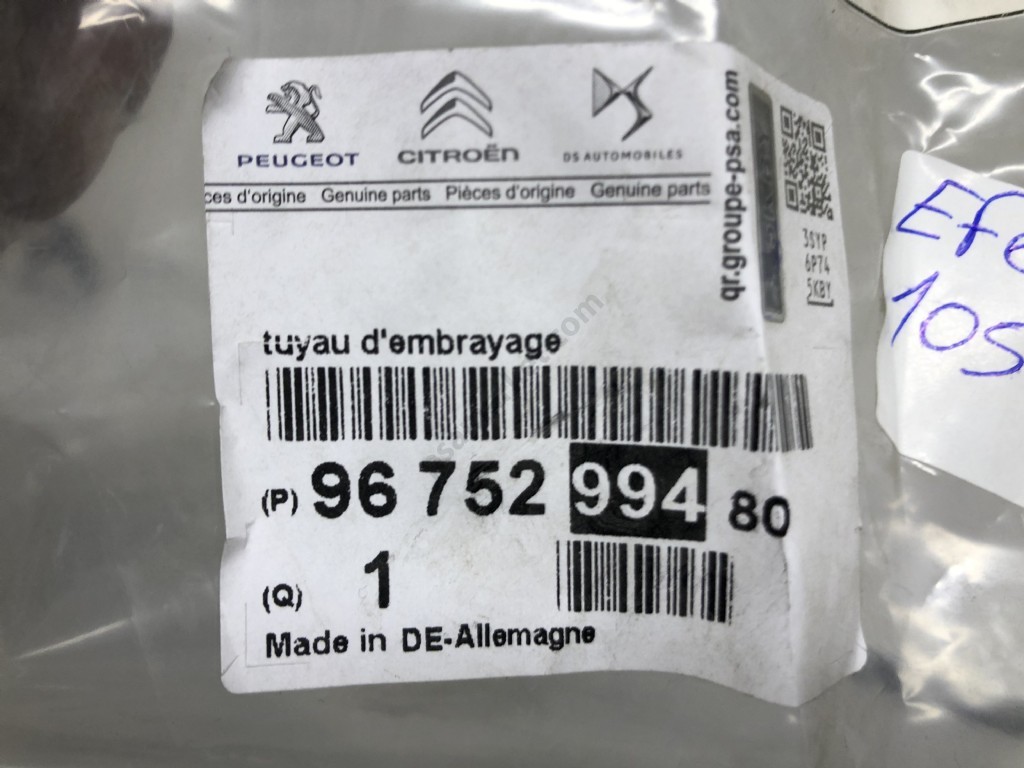 PEUGEOT CITROËN DS AUTOMOBILES
ces d'origine Genuine parts Pièces d'origine Genuine parts
qr.groupe-psa.com
3SYP
6P74
5KBY
tuyau d'embrayage
(P) 96 752 994 80
(Q) 1
Made in DE-Allemagne
Efe
105